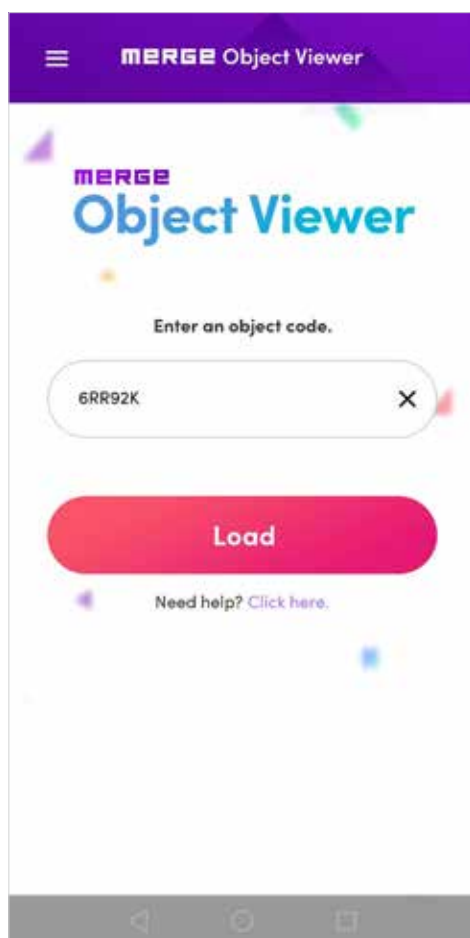 MERGE Object Viewer
MERGE
Object Viewer
Enter an object code.
6RR92K
Load
Need help? Click here.